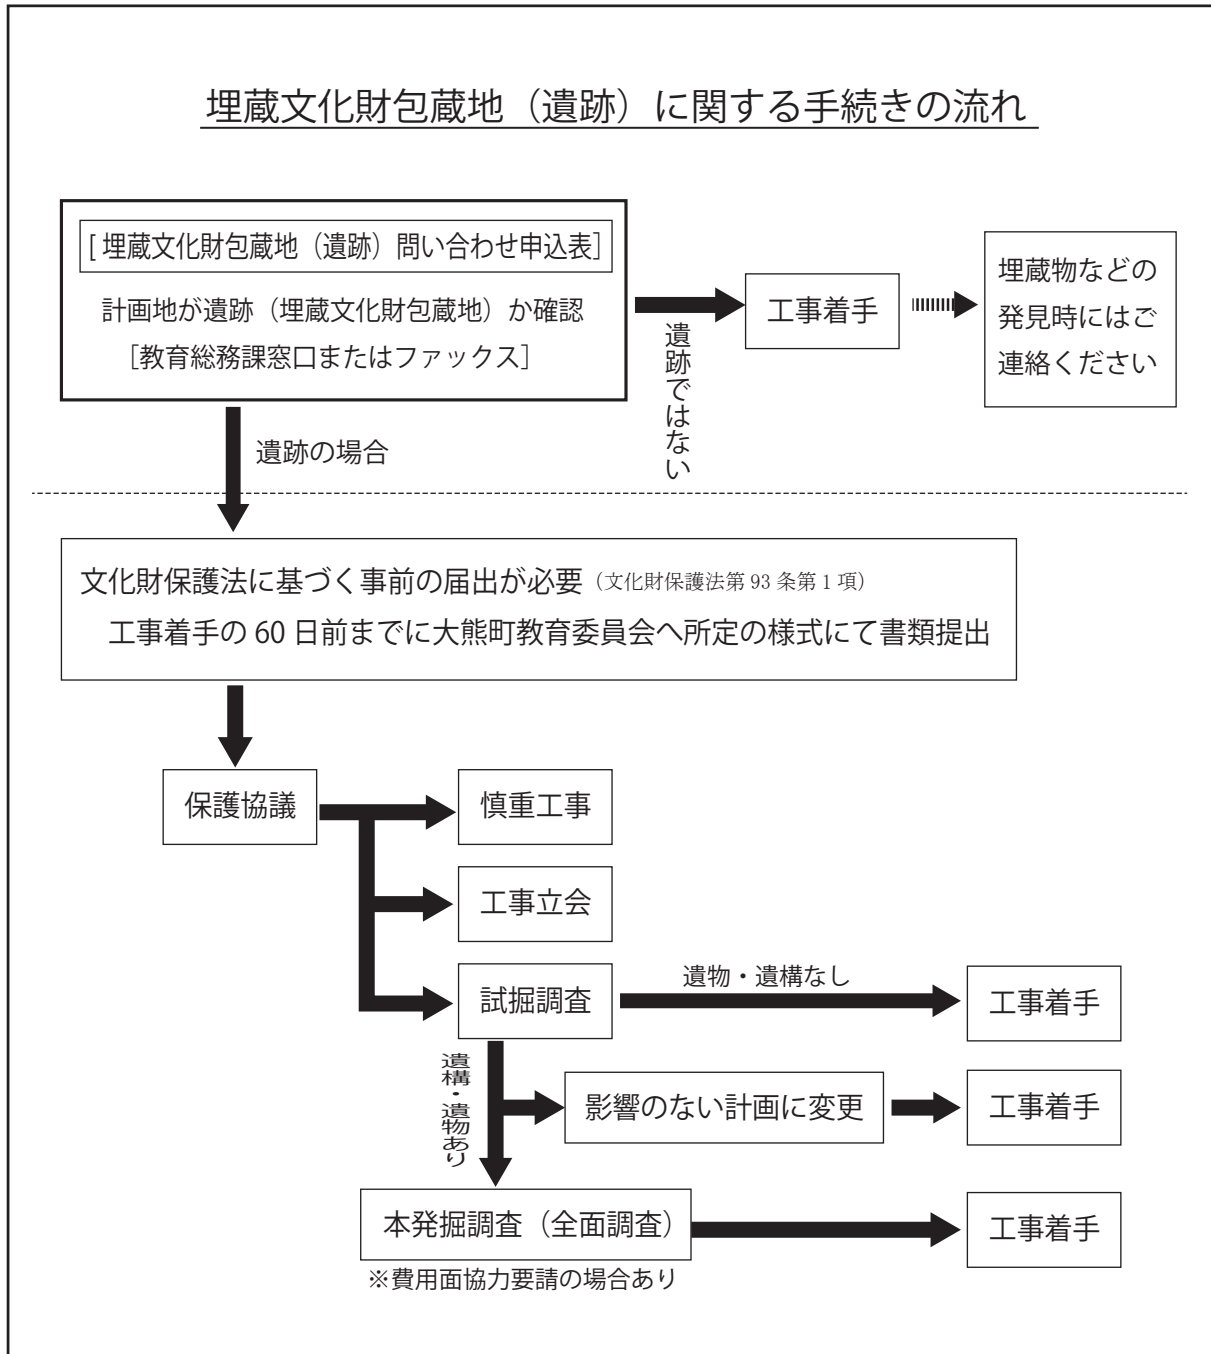 埋蔵文化財包蔵地（遺跡）に関する手続きの流れ
[ 埋蔵文化財包蔵地（遺跡）問い合わせ申込表]
計画地が遺跡（埋蔵文化財包蔵地）か確認
［教育総務課窓口またはファックス］
遺跡ではない
工事着手
埋蔵物などの
発見時にはご
連絡ください
遺跡の場合
文化財保護法に基づく事前の届出が必要（文化財保護法第 93 条第 1 項）
工事着手の 60 日前までに大熊町教育委員会へ所定の様式にて書類提出
保護協議
慎重工事
工事立会
試掘調査
遺物・遺構なし
工事着手
遺構・遺物あり
影響のない計画に変更
工事着手
本発掘調査（全面調査）
工事着手
※費用面協力要請の場合あり